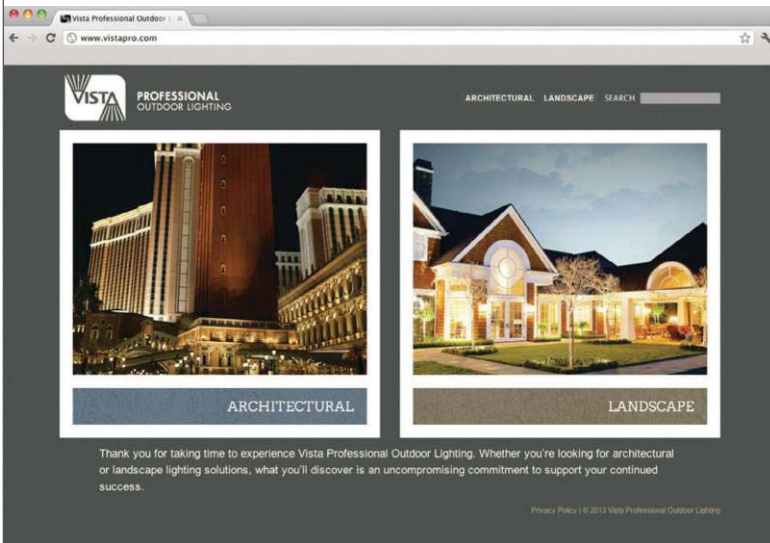 Vista Professional Outdoor L
www.vistapro.com
VISTA
PROFESSIONAL
OUTDOOR LIGHTING
ARCHITECTURAL LANDSCAPE SEARCH
ARCHITECTURAL
LANDSCAPE
Thank you for taking time to experience Vista Professional Outdoor Lighting. Whether you're looking for architectural
or landscape lighting solutions, what you'll discover is an uncompromising commitment to support your continued
success.
Privacy Policy | © 2013 Vista Professional Outdoor Lighting